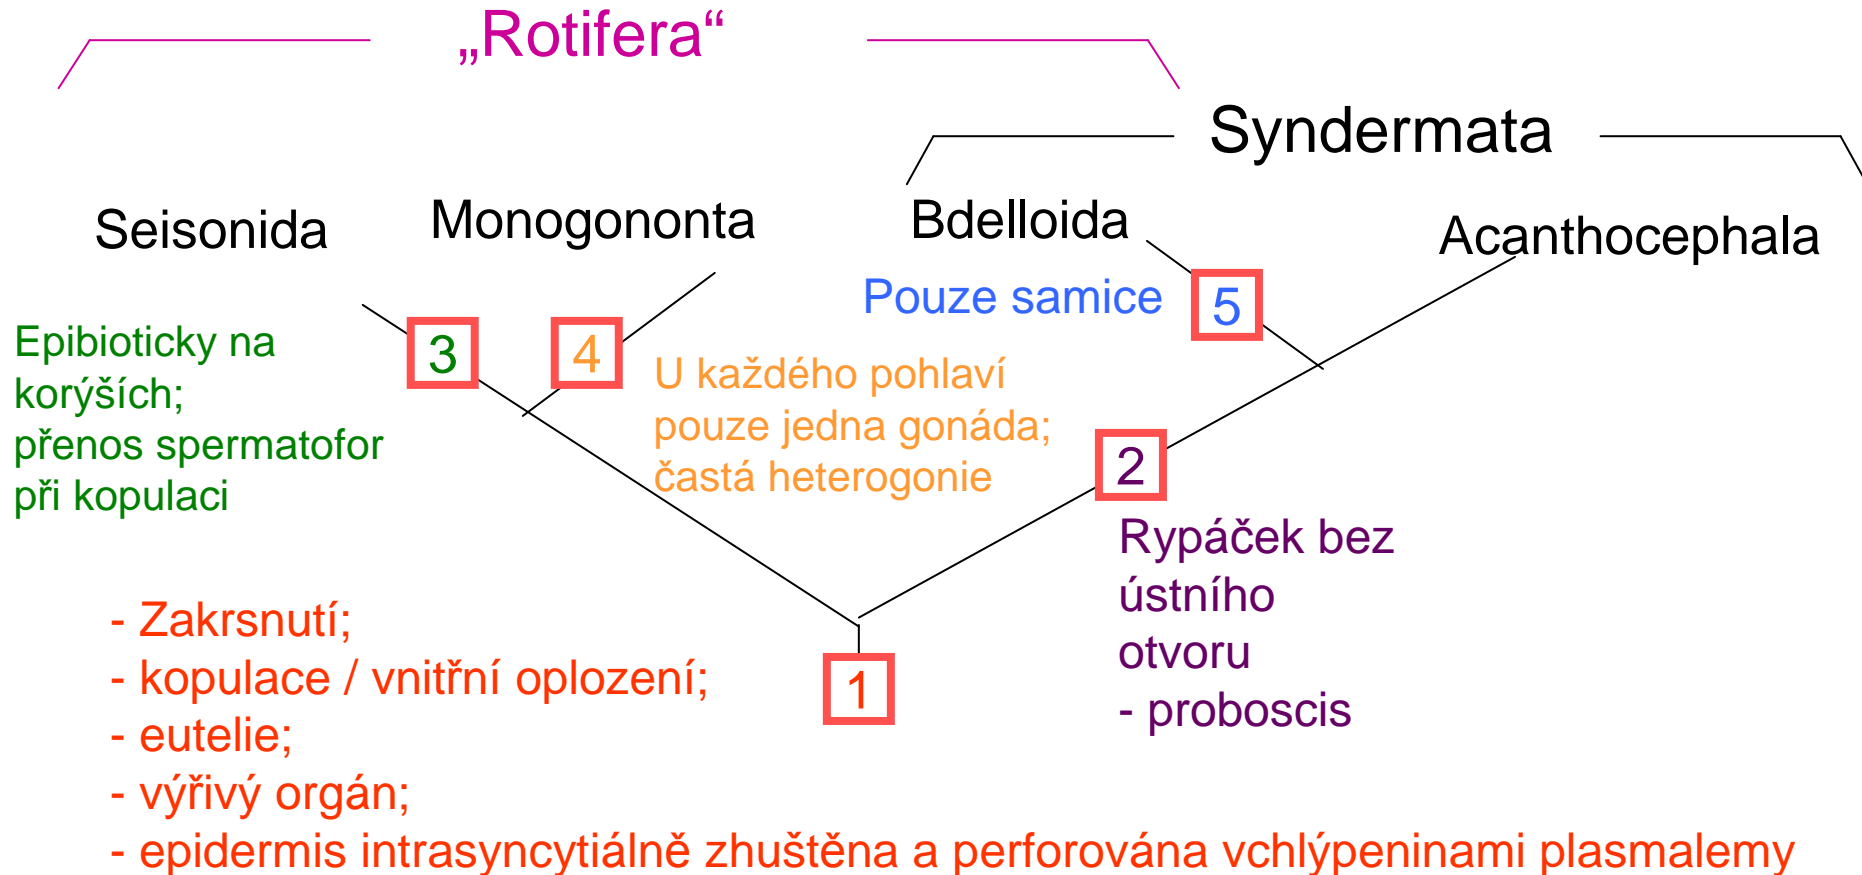 „Rotifera“
Syndermata
Seisonida
Monogononta
Bdelloida
Acanthocephala
Pouze samice
5
Epibioticky na
korýších;
přenos spermatofor
při kopulaci
3
4
U každého pohlaví
pouze jedna gonáda;
častá heterogonie
2
Rypáček bez
ústního
otvoru
- proboscis
1
- Zakrsnutí;
- kopulace / vnitřní oplození;
- eutelie;
- výřivý orgán;
- epidermis intrasyncytiálně zhuštěna a perforována vchlýpeninami plasmalemy